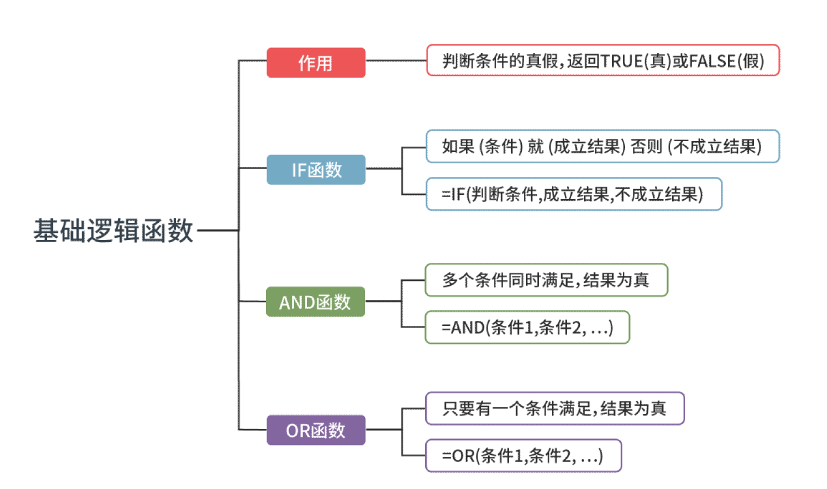 基础逻辑函数
作用
判断条件的真假，返回TRUE(真)或FALSE(假)
IF函数
如果 (条件) 就 (成立结果) 否则 (不成立结果)
=IF(判断条件,成立结果,不成立结果)
AND函数
多个条件同时满足，结果为真
=AND(条件1,条件2, ...)
OR函数
只要有一个条件满足，结果为真
=OR(条件1,条件2, ...)